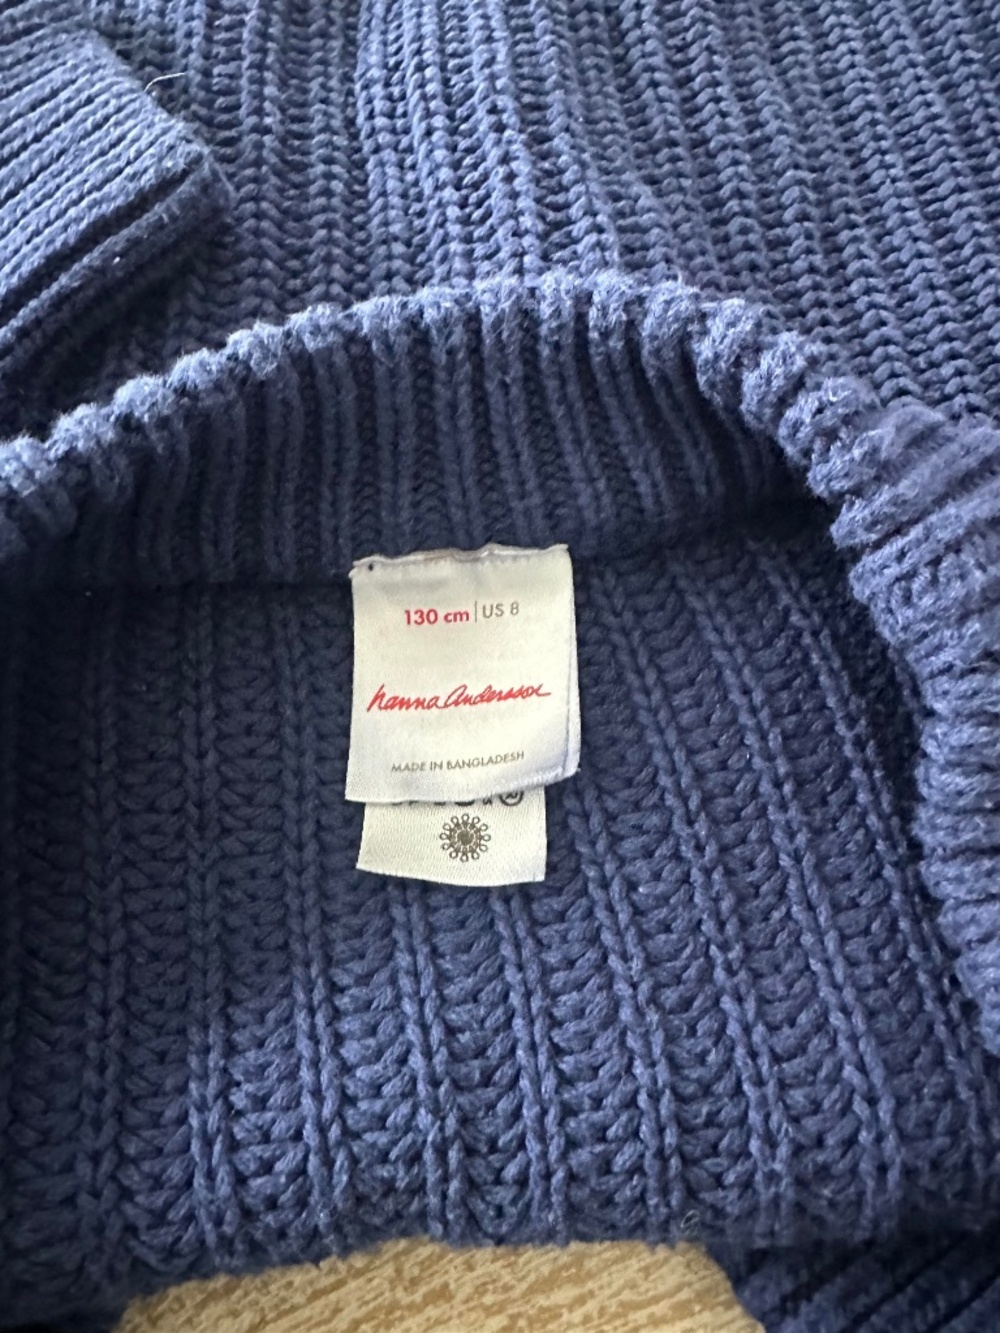 130 cm | US 8
hanna andersson
MADE IN BANGLADESH